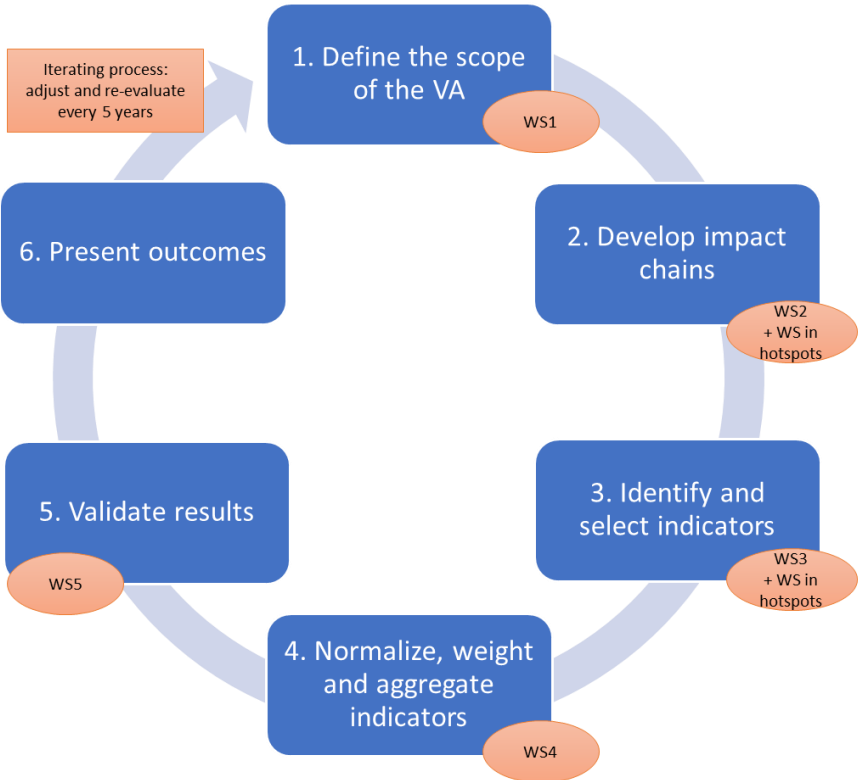 Iterating process:
adjust and re-evaluate
every 5 years
1. Define the scope
of the VA
WS1
2. Develop impact
chains
WS2
+ WS in
hotspots
3. Identify and
select indicators
WS3
+ WS in
hotspots
4. Normalize, weight
and aggregate
indicators
WS4
5. Validate results
WS5
6. Present outcomes